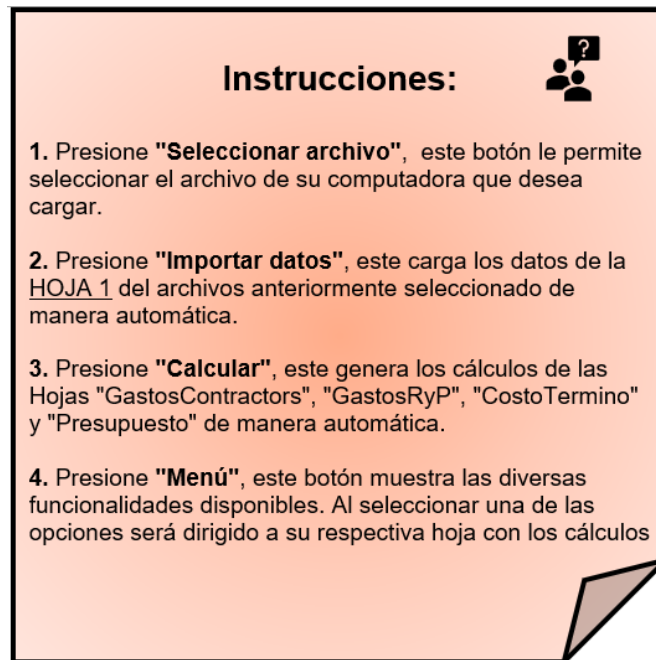 ?
Instrucciones:
1. Presione "Seleccionar archivo", este botón le permite
seleccionar el archivo de su computadora que desea
cargar.
2. Presione "Importar datos", este carga los datos de la
HOJA 1 del archivos anteriormente seleccionado de
manera automática.
3. Presione "Calcular", este genera los cálculos de las
Hojas "GastosContractors", "GastosRyP", "CostoTermino"
y "Presupuesto" de manera automática.
4. Presione "Menú", este botón muestra las diversas
funcionalidades disponibles. Al seleccionar una de las
opciones será dirigido a su respectiva hoja con los cálculos